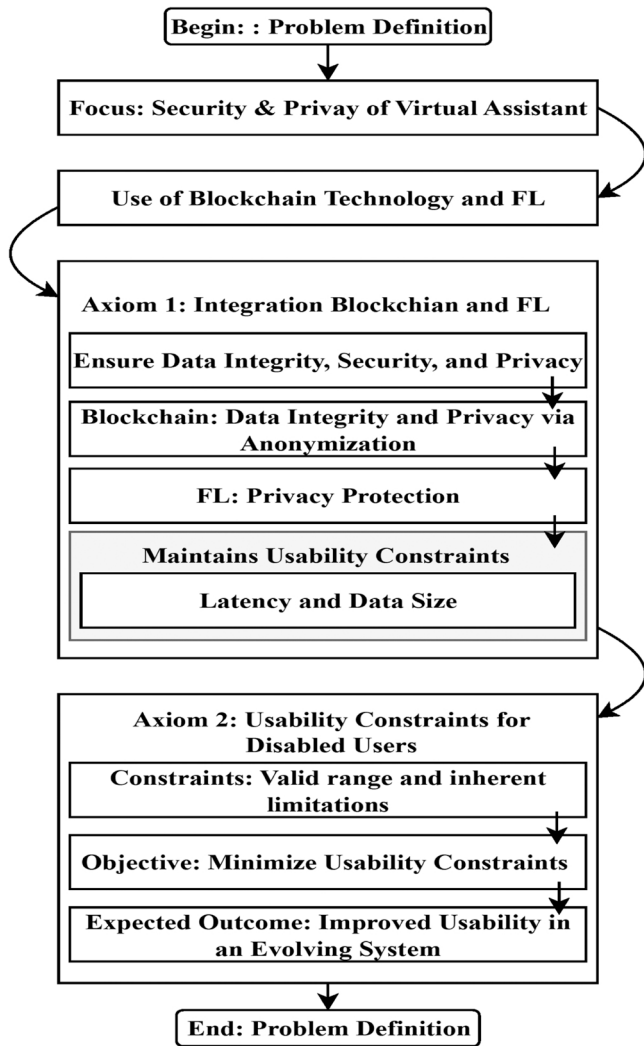 Begin: : Problem Definition
Focus: Security & Privay of Virtual Assistant
Use of Blockchain Technology and FL
Axiom 1: Integration Blockchian and FL
Ensure Data Integrity, Security, and Privacy
Blockchain: Data Integrity and Privacy via
Anonymization
FL: Privacy Protection
Maintains Usability Constraints
Latency and Data Size
Axiom 2: Usability Constraints for
Disabled Users
Constraints: Valid range and inherent
limitations
Objective: Minimize Usability Constraints
Expected Outcome: Improved Usability in
an Evolving System
End: Problem Definition